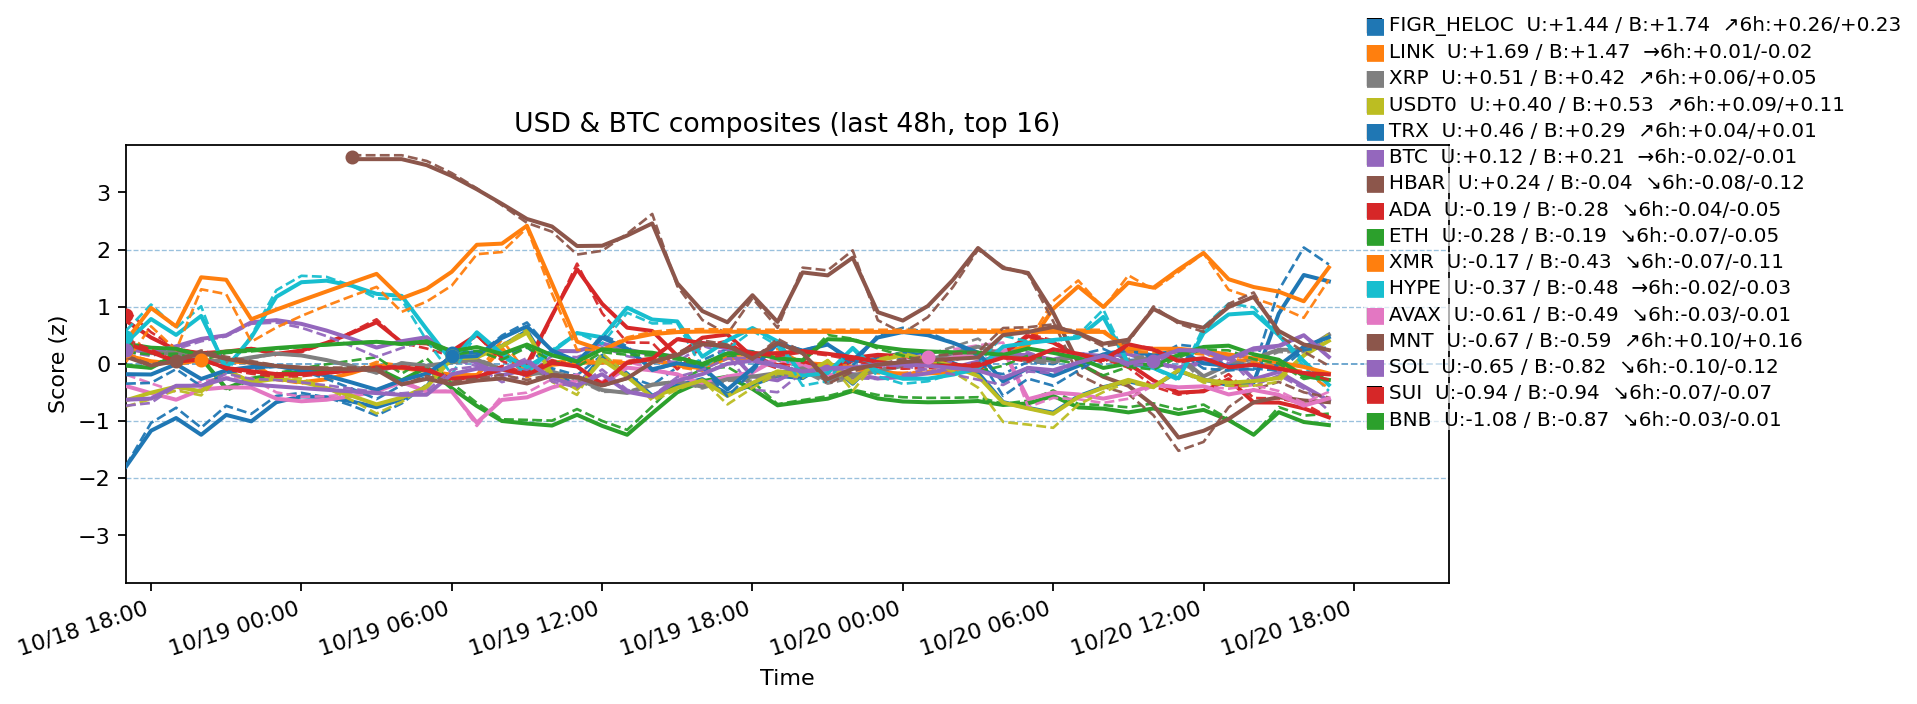 FIGR_HELOC U:+1.44 / B:+1.74 ↗6h:+0.26/+0.23
LINK U:+1.69 / B:+1.47 →6h:+0.01/-0.02
XRP U:+0.51 / B:+0.42 ↗6h:+0.06/+0.05
USDT0 U:+0.40 / B:+0.53 ↗6h:+0.09/+0.11
TRX U:+0.46 / B:+0.29 ↗6h:+0.04/+0.01
BTC U:+0.12 / B:+0.21 →6h:-0.02/-0.01
HBAR U:+0.24 / B:-0.04 ↘6h:-0.08/-0.12
ADA U:-0.19 / B:-0.28 ↘6h:-0.04/-0.05
ETH U:-0.28 / B:-0.19 ↘6h:-0.07/-0.05
XMR U:-0.17 / B:-0.43 ↘6h:-0.07/-0.11
HYPE U:-0.37 / B:-0.48 →6h:-0.02/-0.03
AVAX U:-0.61 / B:-0.49 ↘6h:-0.03/-0.01
MNT U:-0.67 / B:-0.59 ↗6h:+0.10/+0.16
SOL U:-0.65 / B:-0.82 ↘6h:-0.10/-0.12
SUI U:-0.94 / B:-0.94 ↘6h:-0.07/-0.07
BNB U:-1.08 / B:-0.87 ↘6h:-0.03/-0.01
USD & BTC composites (last 48h, top 16)
Score (z)
3
2
1
0
−1
−2
−3
10/18 18:00
10/19 00:00
10/19 06:00
10/19 12:00
10/19 18:00
10/20 00:00
10/20 06:00
10/20 12:00
10/20 18:00
Time